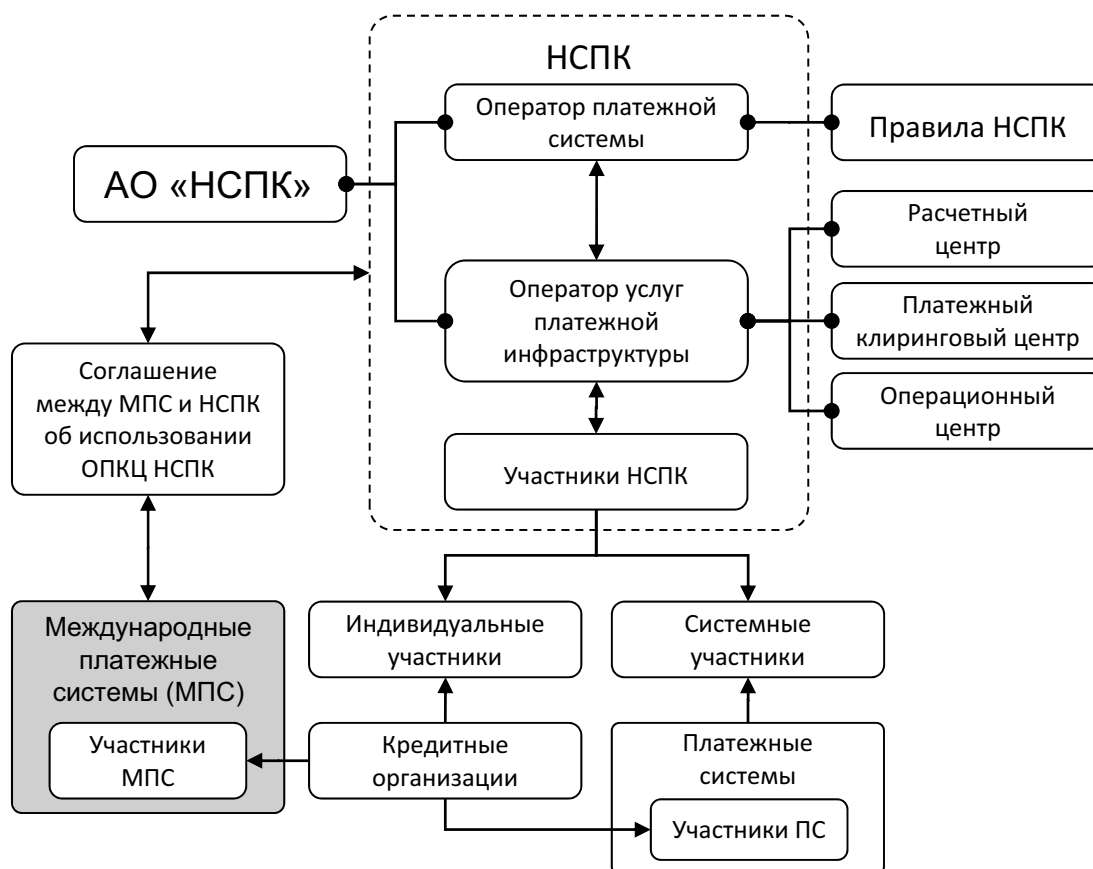 НСПК
Оператор платежной
системы
Правила НСПК
АО «НСПК»
Расчетный
центр
Оператор услуг
платежной
инфраструктуры
Платежный
клиринговый центр
Соглашение
между МПС и НСПК
об использовании
ОПКЦ НСПК
Операционный
центр
Участники НСПК
Международные
платежные
системы (МПС)
Индивидуальные
участники
Системные
участники
Участники
МПС
Кредитные
организации
Платежные
системы
Участники ПС